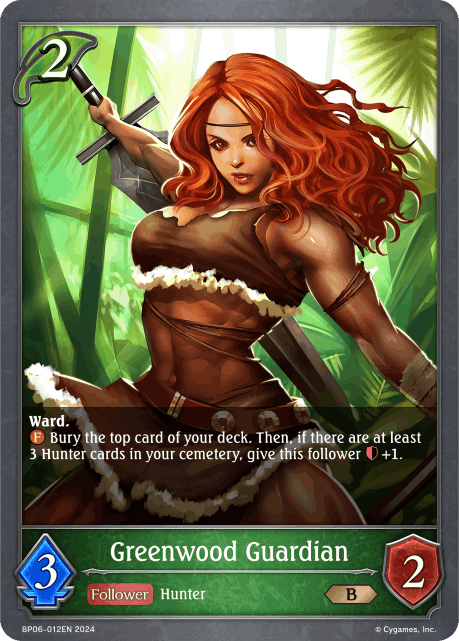 2
Ward.
F Bury the top card of your deck. Then, if there are at least
3 Hunter cards in your cemetery, give this follower +1.
Greenwood Guardian
3
Follower Hunter
B
2
BP06-012EN 2024
© Cygames, Inc.